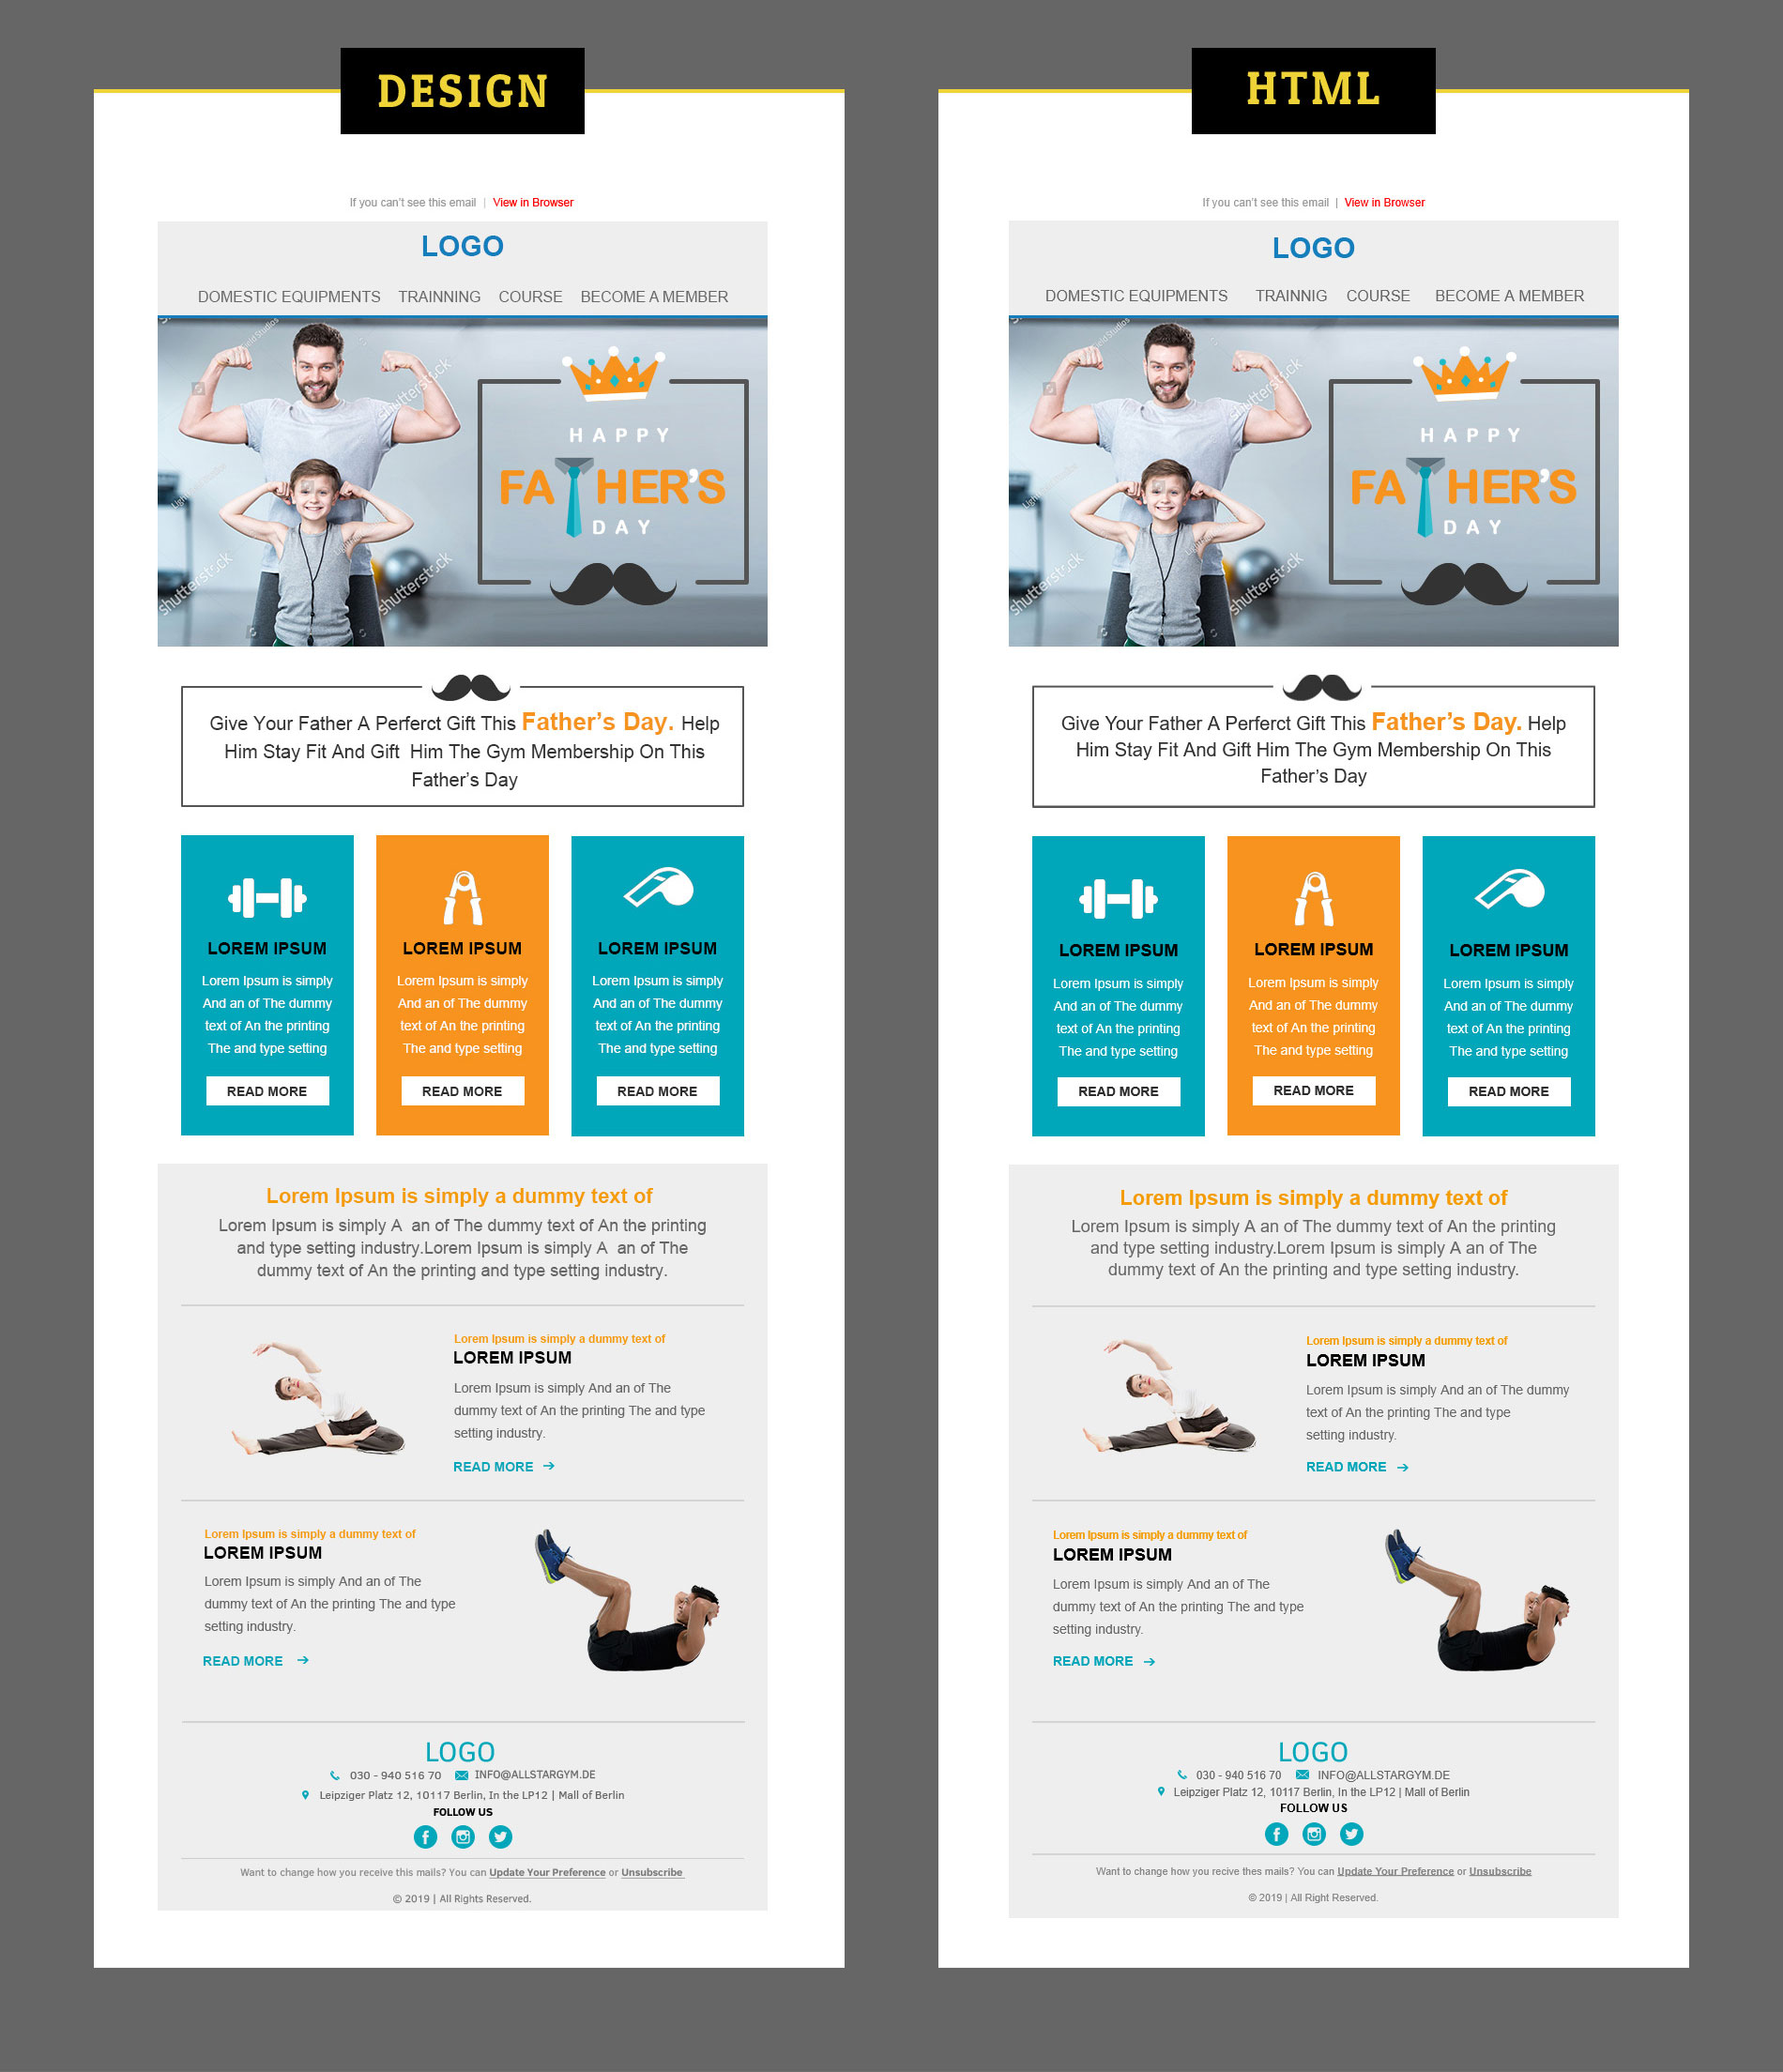 DESIGN
If you can't see this email | View in Browser
LOGO
DOMESTIC EQUIPMENTS TRAINNING COURSE BECOME A MEMBER
shutterstock
HAPPY
FATHER'S
DAY
shutterstock
shutterstock
Give Your Father A Perferct Gift This Father's Day. Help
Him Stay Fit And Gift Him The Gym Membership On This
Father's Day
LOREM IPSUM
Lorem Ipsum is simply
And an of The dummy
text of An the printing
The and type setting
READ MORE
LOREM IPSUM
Lorem Ipsum is simply
And an of The dummy
text of An the printing
The and type setting
READ MORE
LOREM IPSUM
Lorem Ipsum is simply
And an of The dummy
text of An the printing
The and type setting
READ MORE
Lorem Ipsum is simply a dummy text of
Lorem Ipsum is simply A an of The dummy text of An the printing
and type setting industry.Lorem Ipsum is simply A an of The
dummy text of An the printing and type setting industry.
Lorem Ipsum is simply a dummy text of
LOREM IPSUM
Lorem Ipsum is simply And an of The
dummy text of An the printing The and type
setting industry.
READ MORE
Lorem Ipsum is simply a dummy text of
LOREM IPSUM
Lorem Ipsum is simply And an of The
dummy text of An the printing The and type
setting industry.
READ MORE
LOGO
030 - 940 516 70 INFO@ALLSTARGYM.DE
Leipziger Platz 12, 10117 Berlin, In the LP12 | Mall of Berlin
FOLLOW US
Want to change how you receive this mails? You can Update Your Preference or Unsubscribe
© 2019 | All Rights Reserved.
HTML
If you can't see this email | View in Browser
LOGO
DOMESTIC EQUIPMENTS TRAINNIG COURSE BECOME A MEMBER
shutterstock
HAPPY
FATHER'S
DAY
shutterstock
shutterstock
Give Your Father A Perferct Gift This Father's Day. Help
Him Stay Fit And Gift Him The Gym Membership On This
Father's Day
LOREM IPSUM
Lorem Ipsum is simply
And an of The dummy
text of An the printing
The and type setting
READ MORE
LOREM IPSUM
Lorem Ipsum is simply
And an of The dummy
text of An the printing
The and type setting
READ MORE
LOREM IPSUM
Lorem Ipsum is simply
And an of The dummy
text of An the printing
The and type setting
READ MORE
Lorem Ipsum is simply a dummy text of
Lorem Ipsum is simply A an of The dummy text of An the printing
and type setting industry.Lorem Ipsum is simply A an of The
dummy text of An the printing and type setting industry.
Lorem Ipsum is simply a dummy text of
LOREM IPSUM
Lorem Ipsum is simply And an of The dummy
text of An the printing The and type
setting industry.
READ MORE
Lorem Ipsum is simply a dummy text of
LOREM IPSUM
Lorem Ipsum is simply And an of The
dummy text of An the printing The and type
setting industry.
READ MORE
LOGO
030 - 940 516 70 INFO@ALLSTARGYM.DE
Leipziger Platz 12, 10117 Berlin, In the LP12 | Mall of Berlin
FOLLOW US
Want to change how you recive thes mails? You can Update Your Preference or Unsubscribe
© 2019 | All Right Reserved.